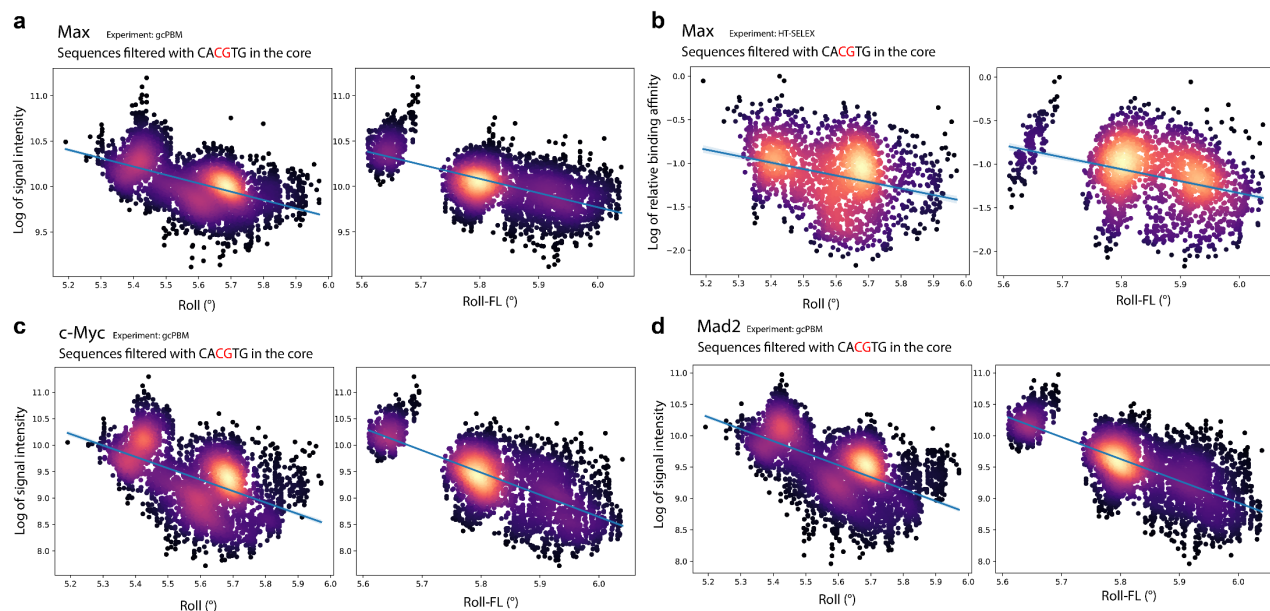 a
Max Experiment: gcPBM
Sequences filtered with CACGTG in the core
Log of signal intensity
11.0
10.5
10.0
9.5
5.2 5.3 5.4 5.5 5.6 5.7 5.8 5.9 6.0
Roll (°)
11.0
10.5
10.0
9.5
5.6 5.7 5.8 5.9 6.0
Roll-FL (°)
b
Max Experiment: HT-SELEX
Sequences filtered with CACGTG in the core
Log of relative binding affinity
0.0
−0.5
−1.0
−1.5
−2.0
5.2 5.3 5.4 5.5 5.6 5.7 5.8 5.9 6.0
Roll (°)
0.0
−0.5
−1.0
−1.5
−2.0
5.6 5.7 5.8 5.9 6.0
Roll-FL (°)
c
c-Myc Experiment: gcPBM
Sequences filtered with CACGTG in the core
Log of signal intensity
11.0
10.5
10.0
9.5
9.0
8.5
8.0
5.2 5.3 5.4 5.5 5.6 5.7 5.8 5.9 6.0
Roll (°)
11.0
10.5
10.0
9.5
9.0
8.5
8.0
5.6 5.7 5.8 5.9 6.0
Roll-FL (°)
d
Mad2 Experiment: gcPBM
Sequences filtered with CACGTG in the core
Log of signal intensity
11.0
10.5
10.0
9.5
9.0
8.5
8.0
5.2 5.3 5.4 5.5 5.6 5.7 5.8 5.9 6.0
Roll (°)
11.0
10.5
10.0
9.5
9.0
8.5
8.0
5.6 5.7 5.8 5.9 6.0
Roll-FL (°)